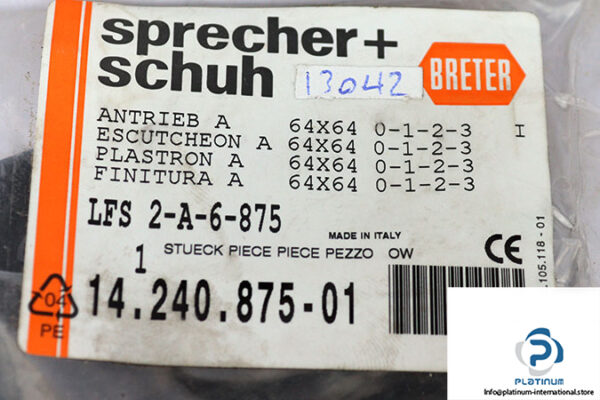 sprecher+
schuh
13042
BRETER
ANTRIEB A 64X64 0-1-2-3 I
ESCUTCHEON A 64X64 0-1-2-3
PLASTRON A 64X64 0-1-2-3
FINITURA A 64X64 0-1-2-3
LFS 2-A-6-875
MADE IN ITALY
1 STUECK PIECE PIECE PEZZO OW
CE
.105.118-01
04
PE
14.240.875-01
PLATINUM
Info@platinum-international.store